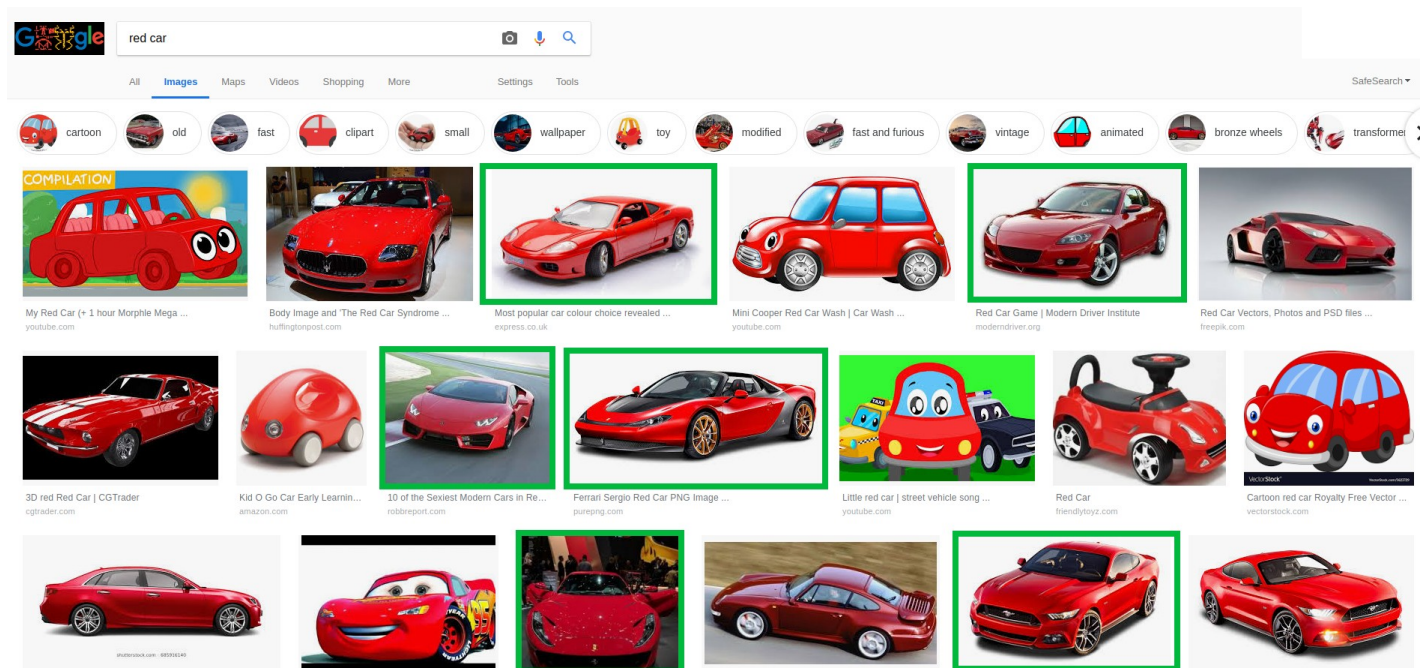 Google
red car
All Images Maps Videos Shopping More Settings Tools SafeSearch
cartoon old fast clipart small wallpaper toy modified fast and furious vintage animated bronze wheels transformer
COMPILATION
My Red Car (+ 1 hour Morphle Mega ...
youtube.com
Body Image and 'The Red Car Syndrome ...
huffingtonpost.com
Most popular car colour choice revealed ...
express.co.uk
Mini Cooper Red Car Wash | Car Wash ...
youtube.com
Red Car Game | Modern Driver Institute
moderndriver.org
Red Car Vectors, Photos and PSD files ...
freepik.com
TAXI
VectorStock
3D red Red Car | CGTrader
cgtrader.com
Kid O Go Car Early Learnin...
amazon.com
10 of the Sexiest Modern Cars in Re...
robbreport.com
Ferrari Sergio Red Car PNG Image ...
purepng.com
Little red car | street vehicle song ...
youtube.com
Red Car
friendlytoyz.com
Cartoon red car Royalty Free Vector ...
vectorstock.com